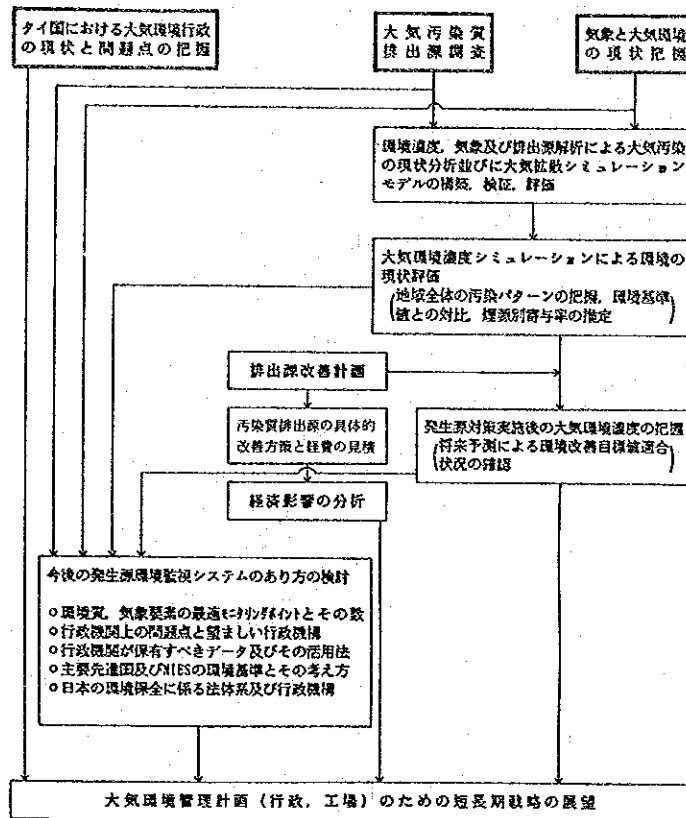 タイ国における大気環境行政
の現状と問題点の把握
大気汚染質
排出源調査
気象と大気環境
の現状把握
環境濃度，気象及び排出源解析による大気汚染
の現状分析並びに大気拡散シミュレーション
モデルの構築，検証，評価
大気環境濃度シミュレーションによる環境の
現状評価
(地域全体の汚染パターンの把握，環境基準
値との対比，煙源別寄与率の推定)
排出源改善計画
汚染質排出源の具体的
改善方策と経費の見積
経済影響の分析
発生源対策実施後の大気環境濃度の把握
(将来予測による環境改善目標値適合
状況の確認)
今後の発生源環境監視システムのあり方の検討
○環境質，気象要素の最適モニタリングポイントとその数
○行政機関上の問題点と望ましい行政機構
○行政機関が保有すべきデータ及びその活用法
○主要先進国及びNIESの環境基準とその考え方
○日本の環境保全に係る法体系及び行政機構
大気環境管理計画（行政，工場）のための短長期戦略の展望